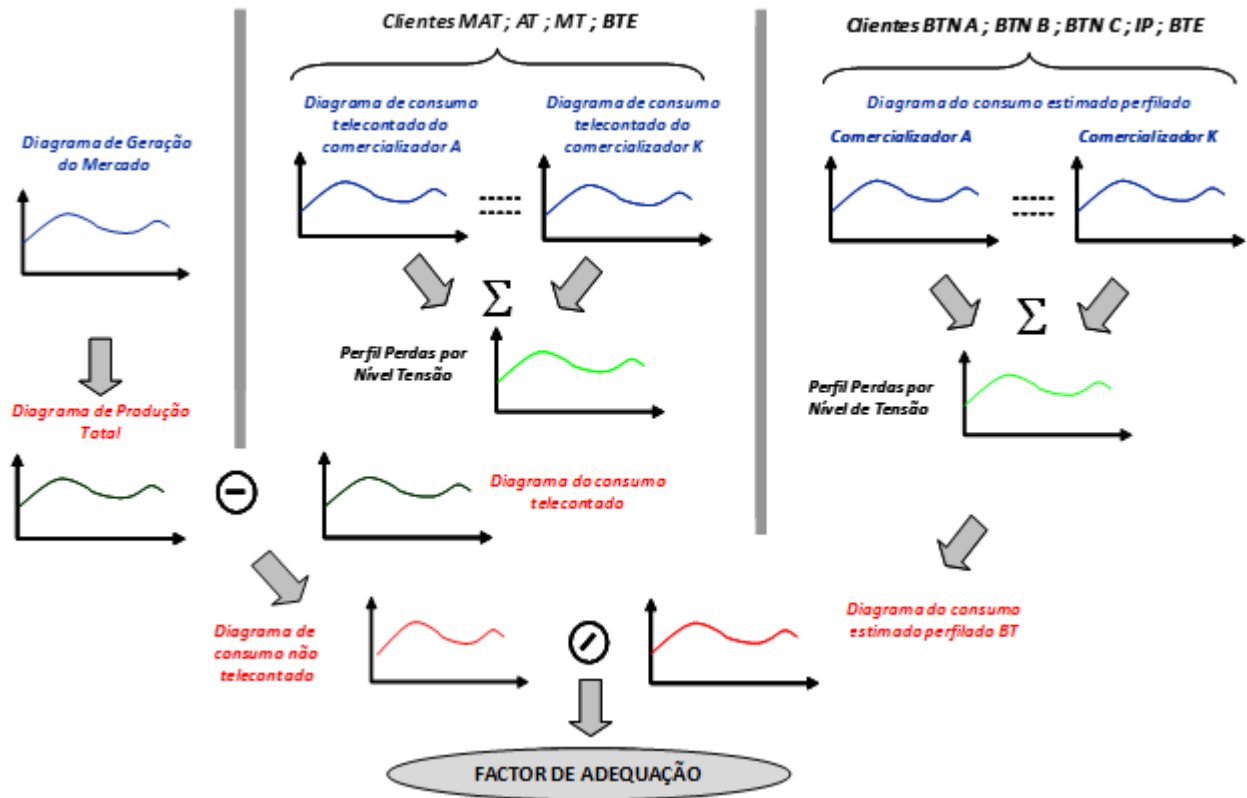 Clientes MAT ; AT ; MT ; BTE
Clientes BTN A ; BTN B ; BTN C ; IP ; BTE
Diagrama de Geração
do Mercado
Diagrama de consumo
telecontado do
comercializador A
Diagrama de consumo
telecontado do
comercializador K
Diagrama do consumo estimado perfilado
Comercializador A
Comercializador K
Σ
Σ
Perfil Perdas por
Nível Tensão
Perfil Perdas por
Nível de Tensão
Diagrama de Produção
Total
Diagrama do consumo
telecontado
Diagrama de
consumo não
telecontado
Diagrama do consumo
estimado perfilado BT
FACTOR DE ADEQUAÇÃO